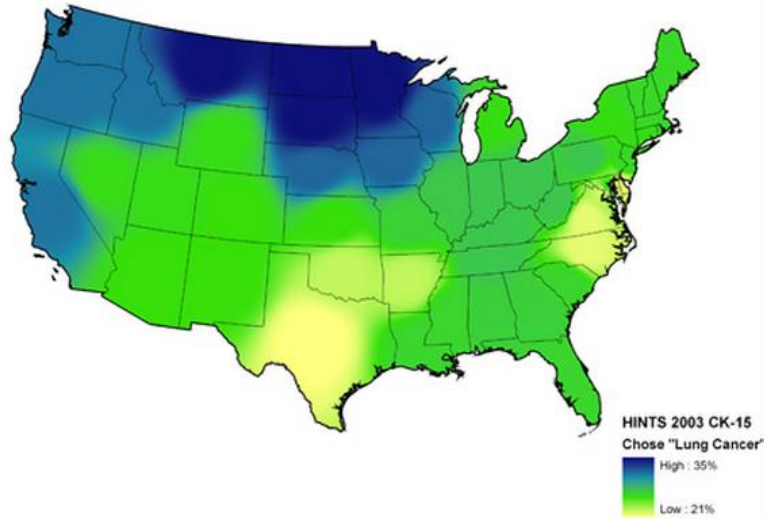 HINTS 2003 CK-15
Chose "Lung Cancer"
High : 35%
Low : 21%